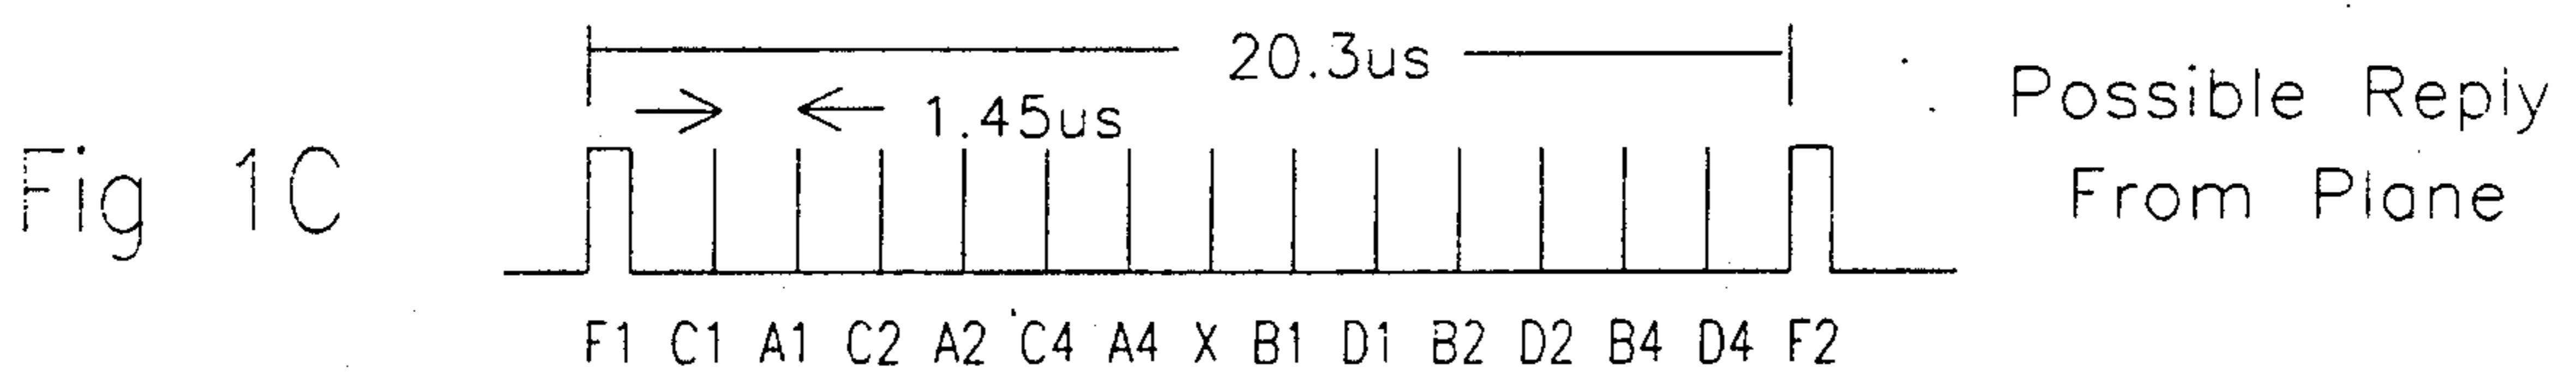 20.3us
1.45us
Fig 1C
Possible Reply
From Plane
F1 C1 A1 C2 A2 C4 A4 X B1 D1 B2 D2 B4 D4 F2